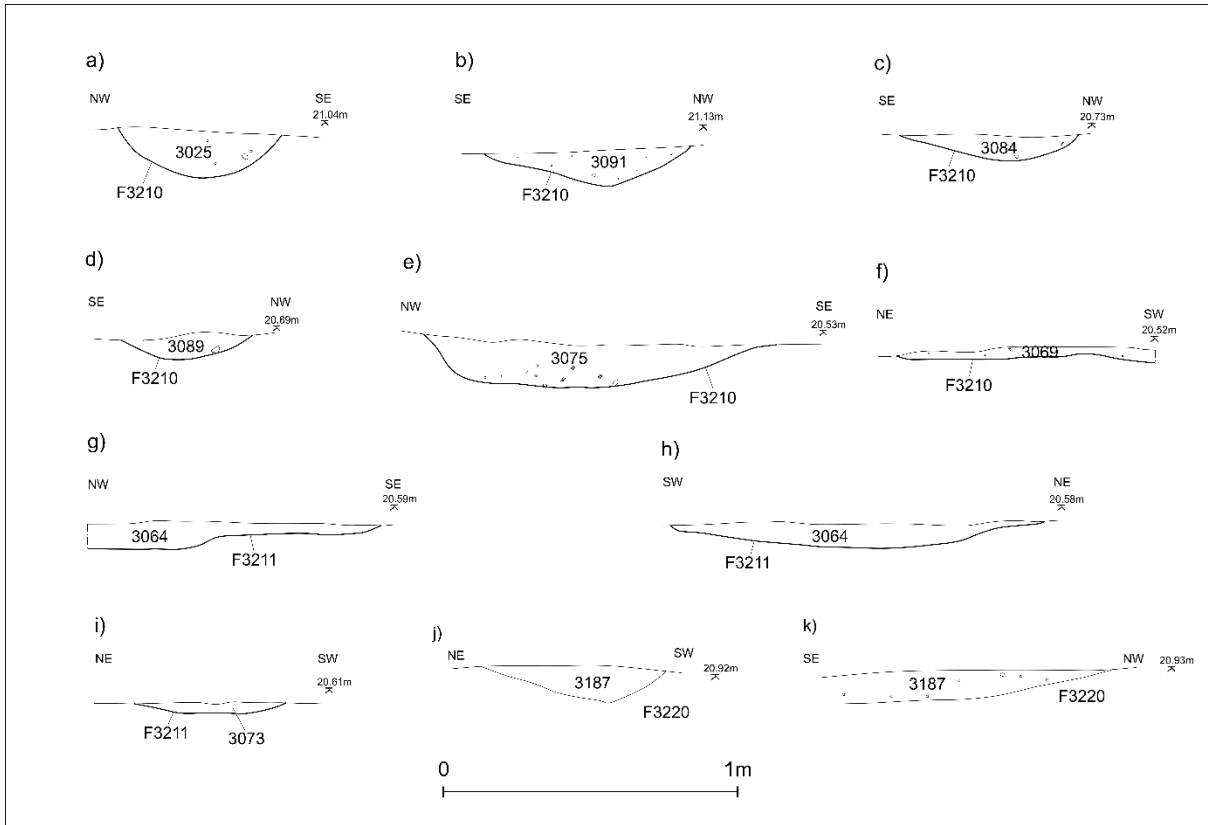 a)
NW
SE
21.04m
3025
F3210
b)
SE
NW
21.13m
3091
F3210
c)
SE
NW
20.73m
3084
F3210
d)
SE
NW
20.69m
3089
F3210
e)
NW
SE
20.53m
3075
F3210
f)
NE
SW
20.52m
3069
F3210
g)
NW
SE
20.59m
3064
F3211
h)
SW
NE
20.58m
3064
F3211
i)
NE
SW
20.61m
F3211
3073
j)
NE
SW
20.92m
3187
F3220
k)
SE
NW
20.93m
3187
F3220
0
1m